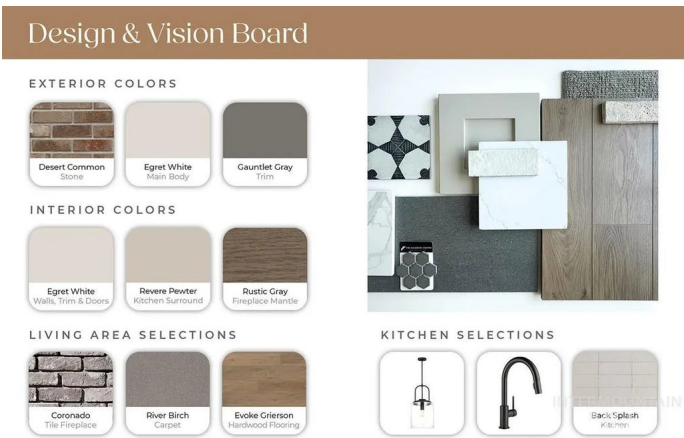 Design & Vision Board
EXTERIOR COLORS
Desert Common
Stone
Egret White
Main Body
Gauntlet Gray
Trim
INTERIOR COLORS
Egret White
Walls, Trim & Doors
Revere Pewter
Kitchen Surround
Rustic Gray
Fireplace Mantle
LIVING AREA SELECTIONS
Coronado
Tile Fireplace
River Birch
Carpet
Evoke Grierson
Hardwood Flooring
KITCHEN SELECTIONS
Back Splash
Kitchen
INTERMOUNTAIN